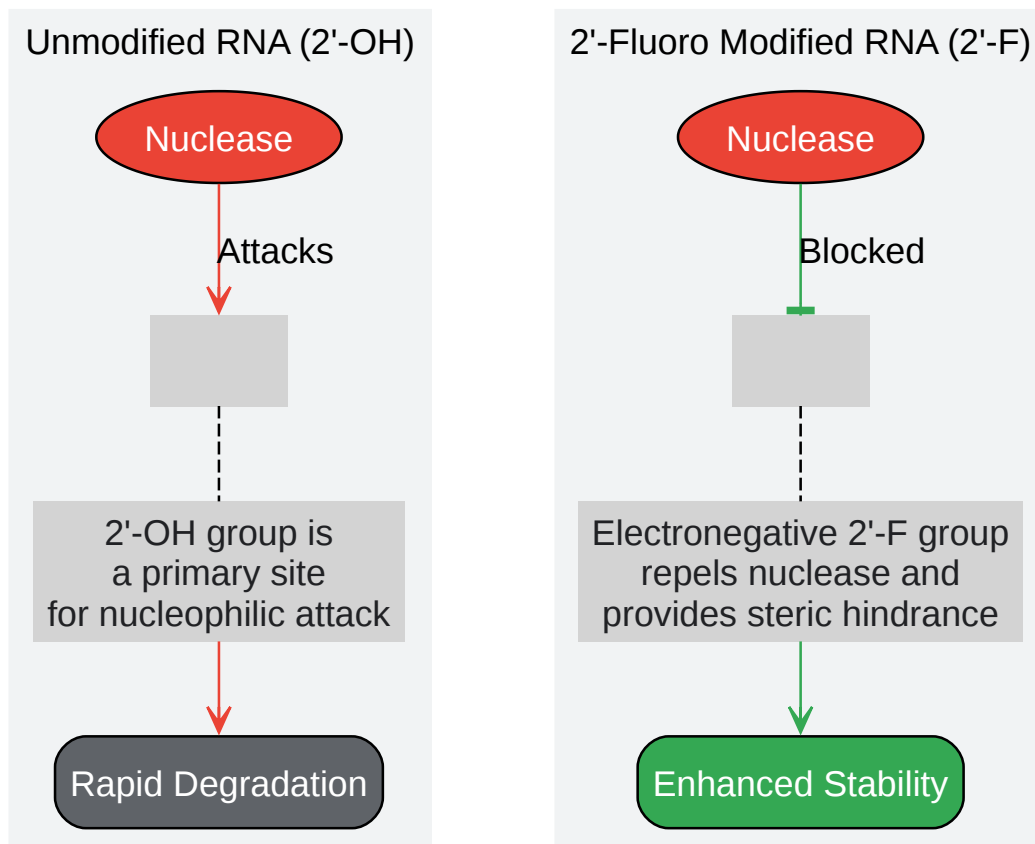 Unmodified RNA (2'-OH)
Nuclease
Attacks
2'-OH group is
a primary site
for nucleophilic attack
Rapid Degradation
2'-Fluoro Modified RNA (2'-F)
Nuclease
Blocked
Electronegative 2'-F group
repels nuclease and
provides steric hindrance
Enhanced Stability